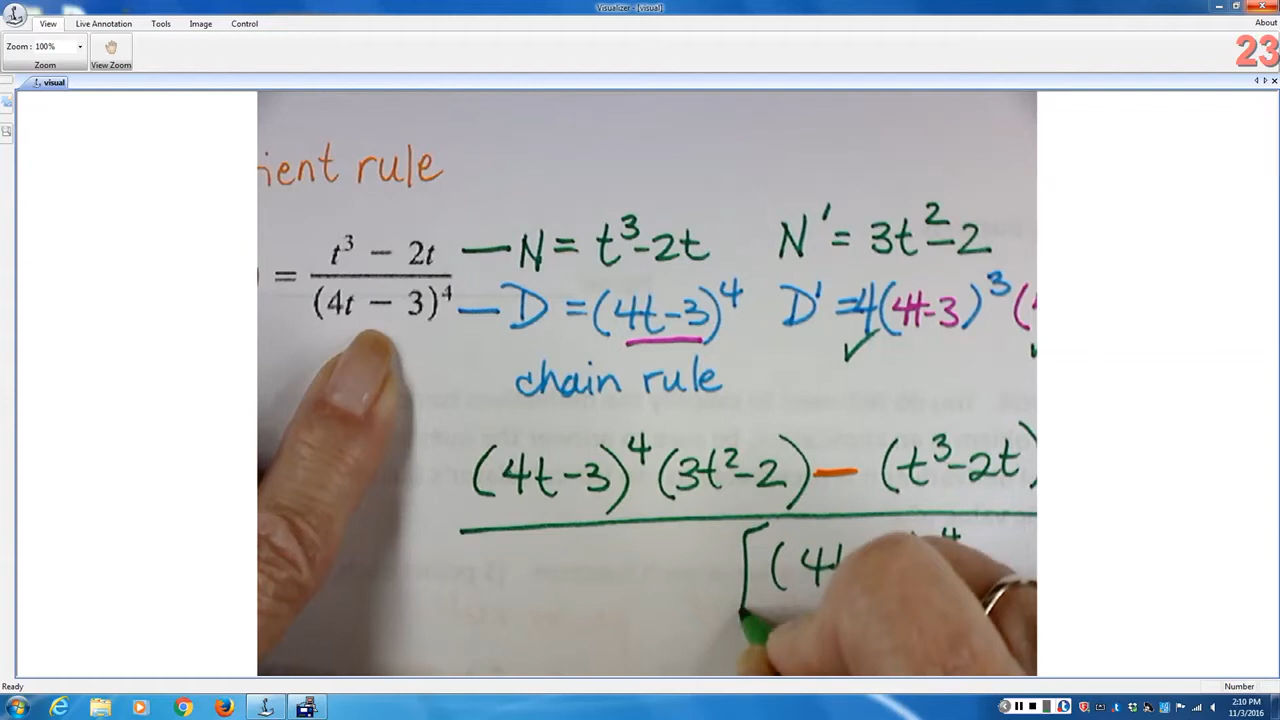 Visualizer - [visual]
View Live Annotation Tools Image Control About
Zoom : 100%
Zoom View Zoom
23
visual
ient rule
= t³ − 2t / (4t − 3)⁴
— N = t³-2t N' = 3t²-2
— D = (4t-3)⁴ D' = 4(4t-3)³ (
chain rule
(4t-3)⁴ (3t²-2) - (t³-2t)
[(4
4
Ready Number
2:10 PM
11/3/2016